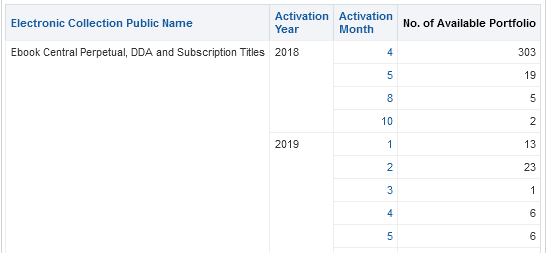 Electronic Collection Public Name Activation Year Activation Month No. of Available Portfolio
Ebook Central Perpetual, DDA and Subscription Titles 2018 4 303
5 19
8 5
10 2
2019 1 13
2 23
3 1
4 6
5 6